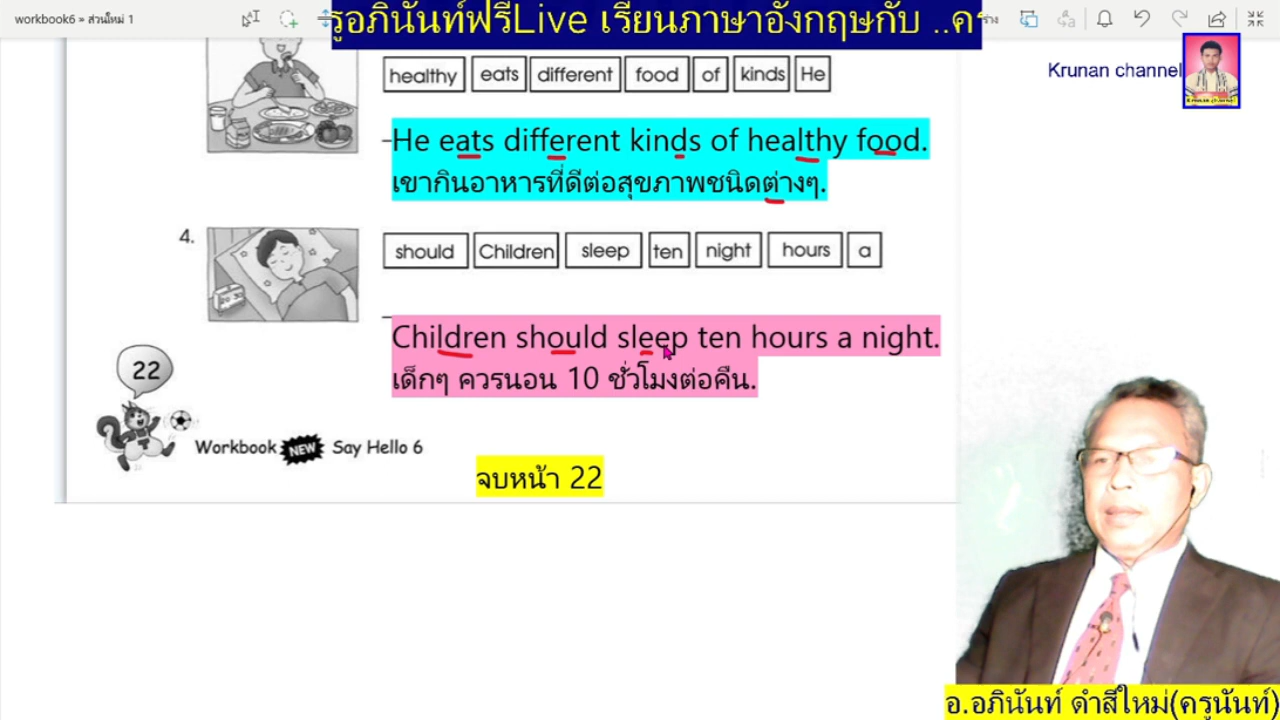 workbook6 » ส่วนใหม่ 1
รูอภินันท์ฟรีLive เรียนภาษาอังกฤษกับ ..คร
Krunan channel
healthy eats different food of kinds He
He eats different kinds of healthy food.
เขากินอาหารที่ดีต่อสุขภาพชนิดต่างๆ.
4.
should Children sleep ten night hours a
Children should sleep ten hours a night.
เด็กๆ ควรนอน 10 ชั่วโมงต่อคืน.
22
Workbook NEW Say Hello 6
จบหน้า 22
อ.อภินันท์ ดำสีใหม่(ครูนันท์)